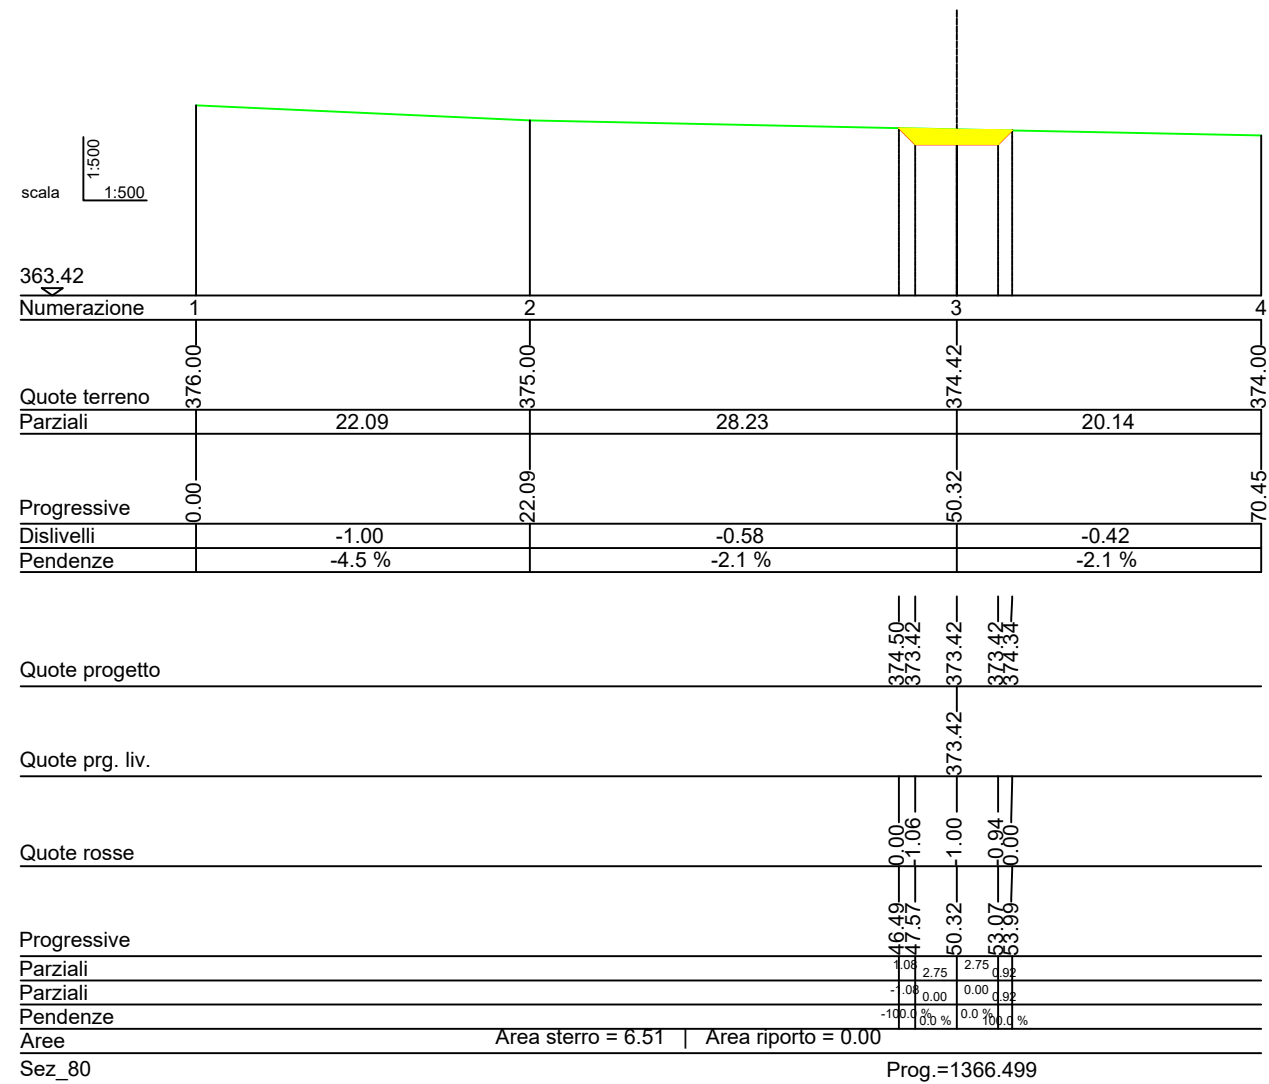 1:500
scala 1:500
363.42
Numerazione 1 2 3 4
Quote terreno 376.00 375.00 374.42 374.00
Parziali 22.09 28.23 20.14
Progressive 0.00 22.09 50.32 70.45
Dislivelli -1.00 -0.58 -0.42
Pendenze -4.5 % -2.1 % -2.1 %
Quote progetto 374.50 373.42 373.42 373.42 374.34
Quote prg. liv. 373.42
Quote rosse 0.00 -1.06 -1.00 -0.94 0.00
Progressive 46.49 47.57 50.32 53.07 53.99
Parziali 1.08 2.75 2.75 0.92
Parziali -1.08 0.00 0.00 0.92
Pendenze -100.0 % 0.0 % 0.0 % 100.0 %
Aree Area sterro = 6.51 | Area riporto = 0.00
Sez_80 Prog.=1366.499